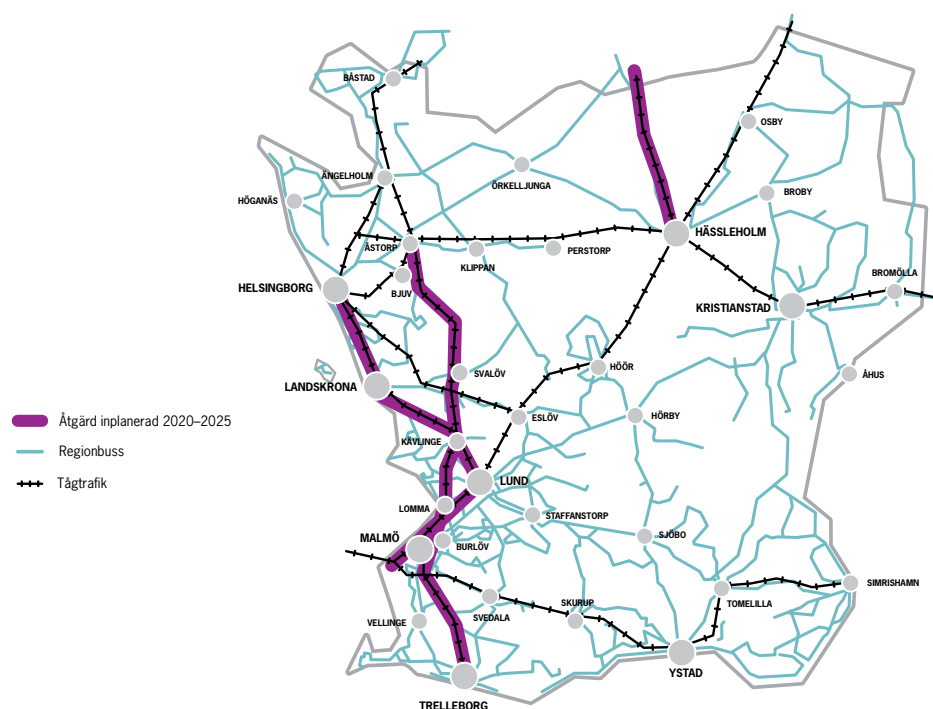 BÅSTAD
OSBY
ÄNGELHOLM
ÖRKELLJUNGA
HÖGANÄS
BROBY
ÅSTORP
HÄSSLEHOLM
KLIPPAN
PERSTORP
BROMÖLLA
HELSINGBORG
BJUV
KRISTIANSTAD
LANDSKRONA
SVALÖV
HÖÖR
ÅHUS
Åtgärd inplanerad 2020–2025
ESLÖV
HÖRBY
Regionbuss
KÄVLINGE
Tågtrafik
LUND
LOMMA
STAFFANSTORP
MALMÖ
BURLÖV
SJÖBO
SIMRISHAMN
TOMELILLA
SKURUP
SVEDALA
VELLINGE
YSTAD
TRELLEBORG